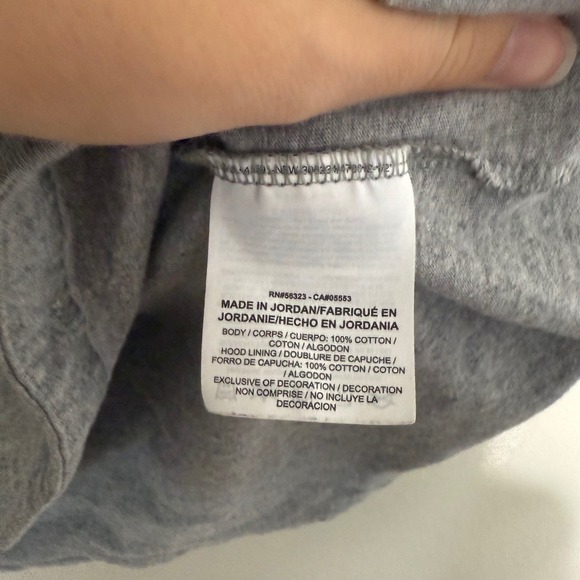 RN#56323 - CA#05553
MADE IN JORDAN/FABRIQUÉ EN
JORDANIE/HECHO EN JORDANIA
BODY / CORPS / CUERPO: 100% COTTON /
COTON / ALGODON
HOOD LINING / DOUBLURE DE CAPUCHE /
FORRO DE CAPUCHA: 100% COTTON / COTON
/ ALGODON
EXCLUSIVE OF DECORATION / DECORATION
NON COMPRISE / NO INCLUYE LA
DECORACIÓN